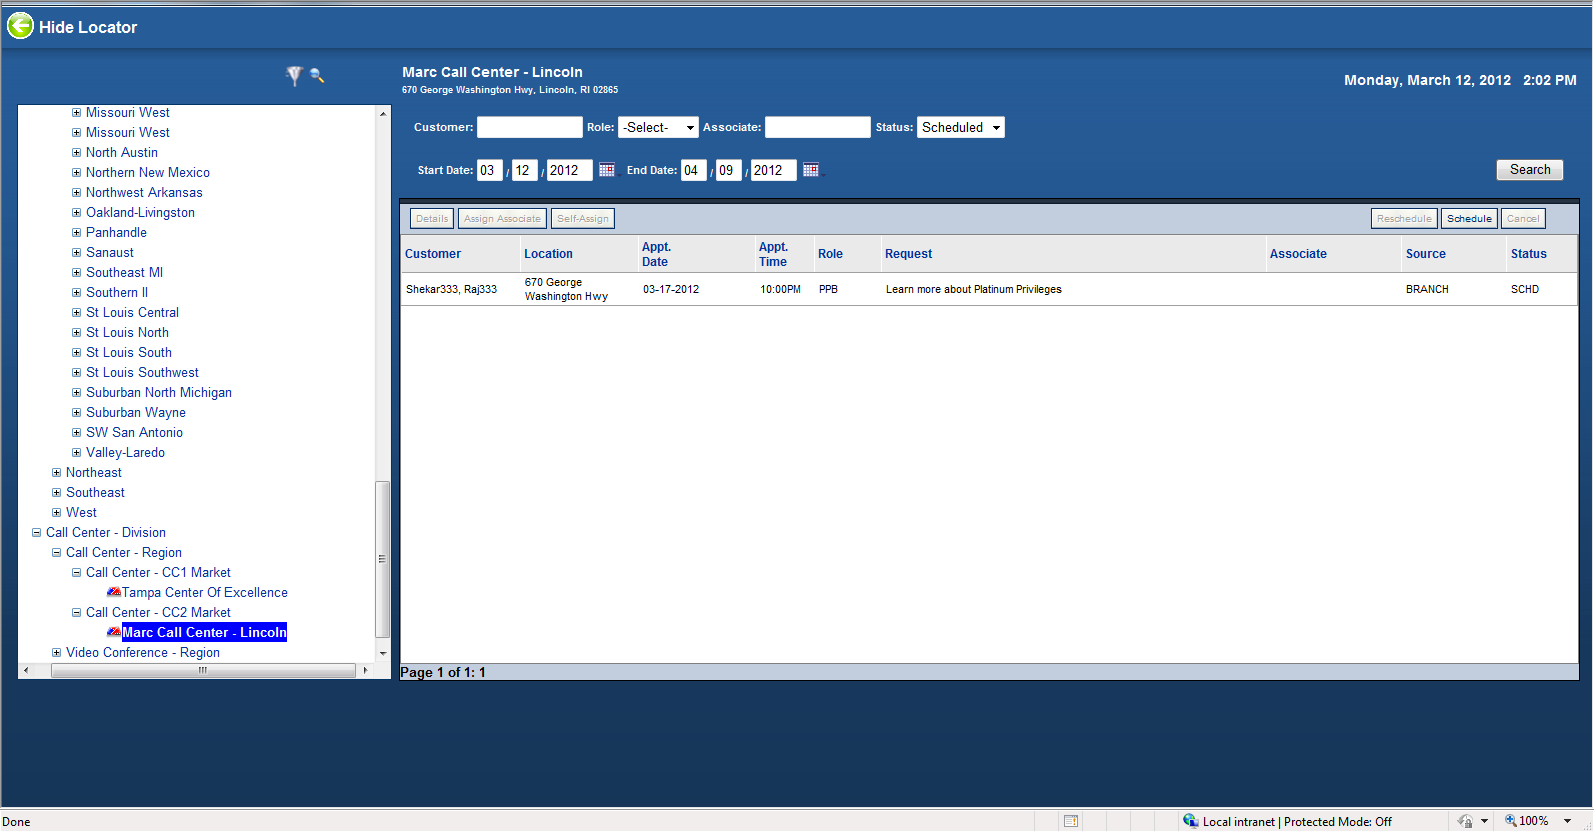 Hide Locator
Marc Call Center - Lincoln
670 George Washington Hwy, Lincoln, RI 02865
Monday, March 12, 2012 2:02 PM
Customer: Role: -Select- Associate: Status: Scheduled
Start Date: 03 / 12 / 2012 End Date: 04 / 09 / 2012
Search
Missouri West
Missouri West
North Austin
Northern New Mexico
Northwest Arkansas
Oakland-Livingston
Panhandle
Sanaust
Southeast MI
Southern Il
St Louis Central
St Louis North
St Louis South
St Louis Southwest
Suburban North Michigan
Suburban Wayne
SW San Antonio
Valley-Laredo
Northeast
Southeast
West
Call Center - Division
Call Center - Region
Call Center - CC1 Market
Tampa Center Of Excellence
Call Center - CC2 Market
Marc Call Center - Lincoln
Video Conference - Region
Details Assign Associate Self-Assign Reschedule Schedule Cancel
Customer Location Appt. Date Appt. Time Role Request Associate Source Status
Shekar333, Raj333 670 George Washington Hwy 03-17-2012 10:00PM PPB Learn more about Platinum Privileges BRANCH SCHD
Page 1 of 1: 1
Done Local intranet | Protected Mode: Off 100%